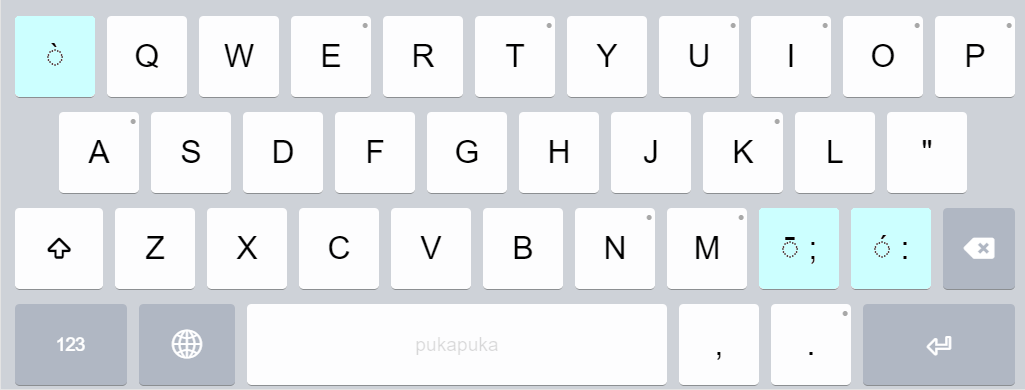 ◌̀ Q W E R T Y U I O P
A S D F G H J K L "
Z X C V B N M ◌̄ ; ◌́ :
123 pukapuka , .